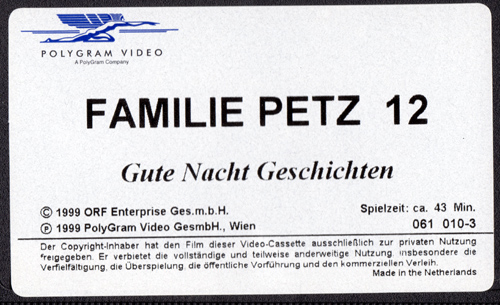 POLYGRAM VIDEO
A PolyGram Company
FAMILIE PETZ 12
Gute Nacht Geschichten
© 1999 ORF Enterprise Ges.m.b.H.
Spielzeit: ca. 43 Min.
℗ 1999 PolyGram Video GesmbH., Wien
061 010-3
Der Copyright-Inhaber hat den Film dieser Video-Cassette ausschließlich zur privaten Nutzung
freigegeben. Er verbietet die vollständige und teilweise anderweitige Nutzung, insbesondere die
Vervielfältigung, die Überspielung, die öffentliche Vorführung und den kommerziellen Verleih.
Made in the Netherlands